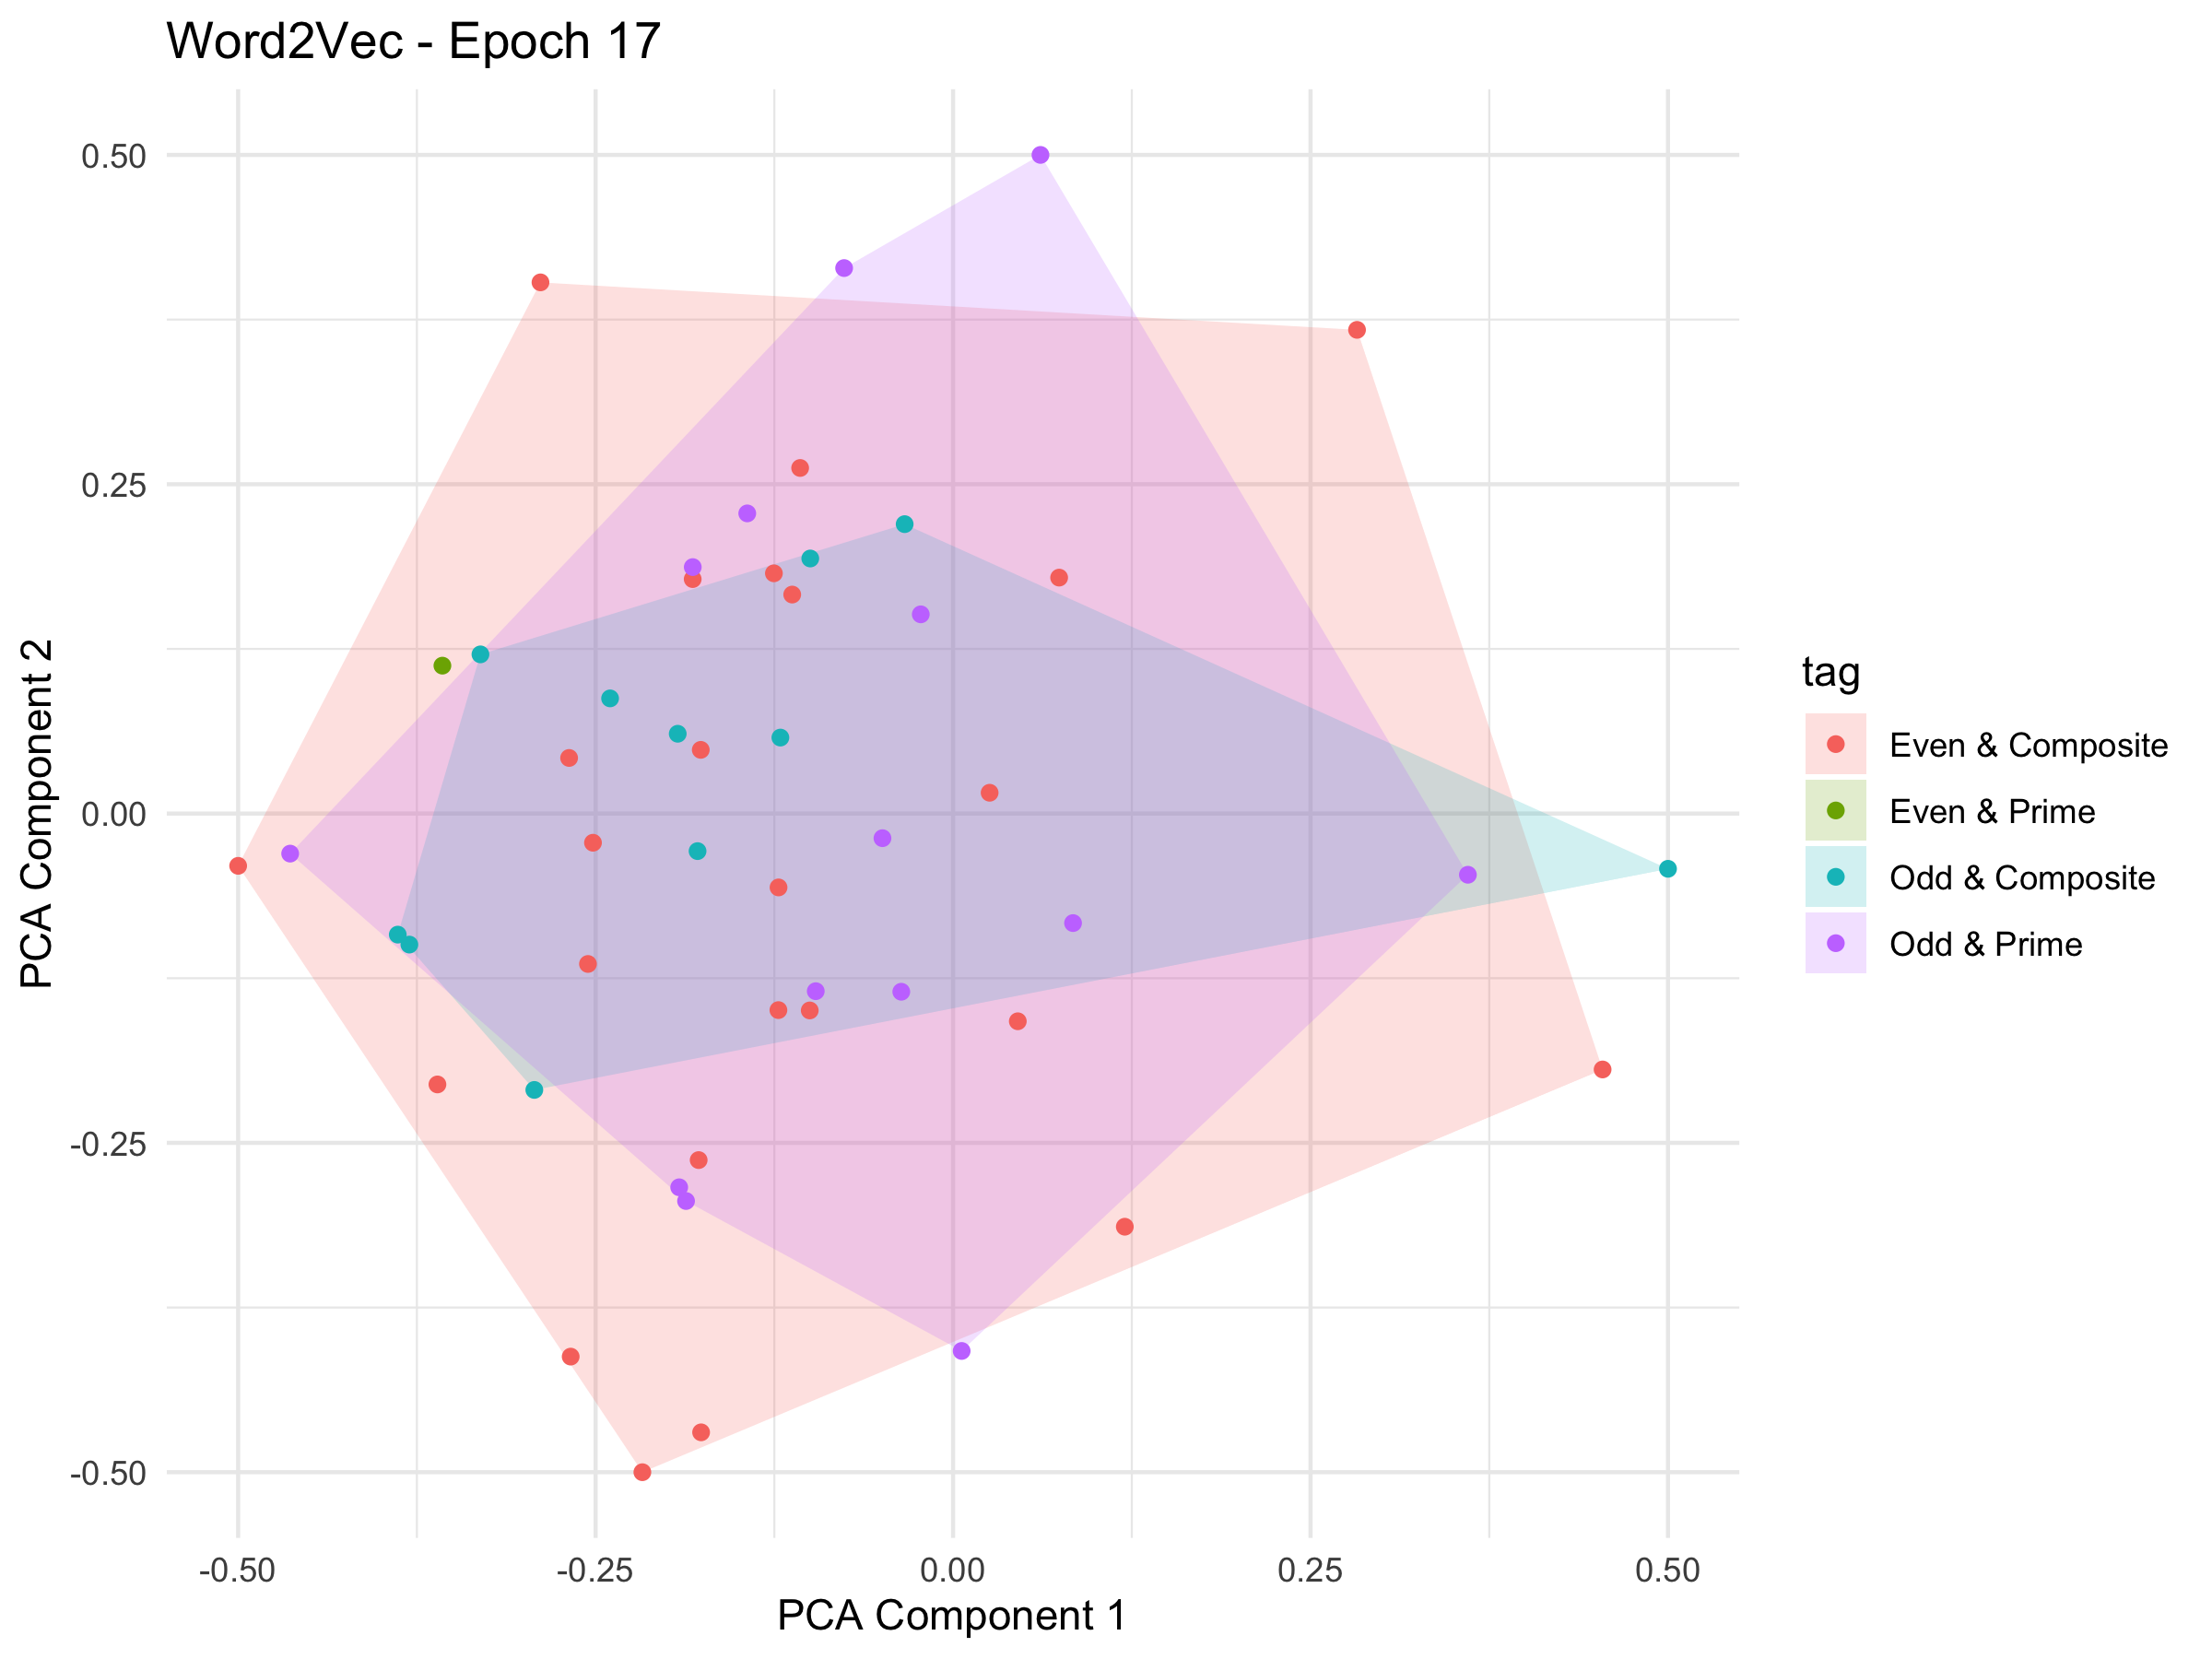 Word2Vec - Epoch 17
0.50
0.25
0.00
-0.25
-0.50
PCA Component 2
-0.50
-0.25
0.00
0.25
0.50
PCA Component 1
tag
Even & Composite
Even & Prime
Odd & Composite
Odd & Prime